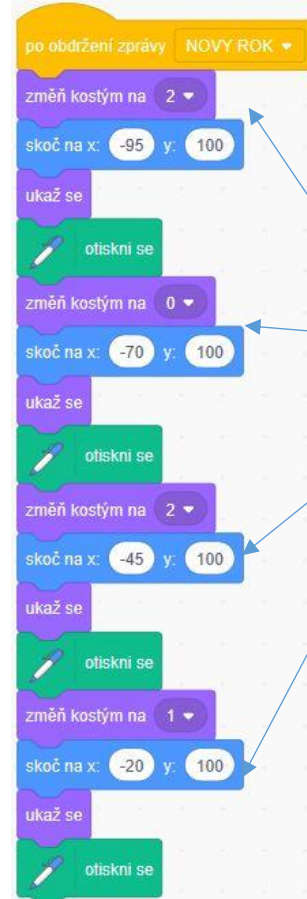 po obdržení zprávy NOVY ROK
změň kostým na 2
skoč na x: -95 y: 100
ukaž se
otiskni se
změň kostým na 0
skoč na x: -70 y: 100
ukaž se
otiskni se
změň kostým na 2
skoč na x: -45 y: 100
ukaž se
otiskni se
změň kostým na 1
skoč na x: -20 y: 100
ukaž se
otiskni se